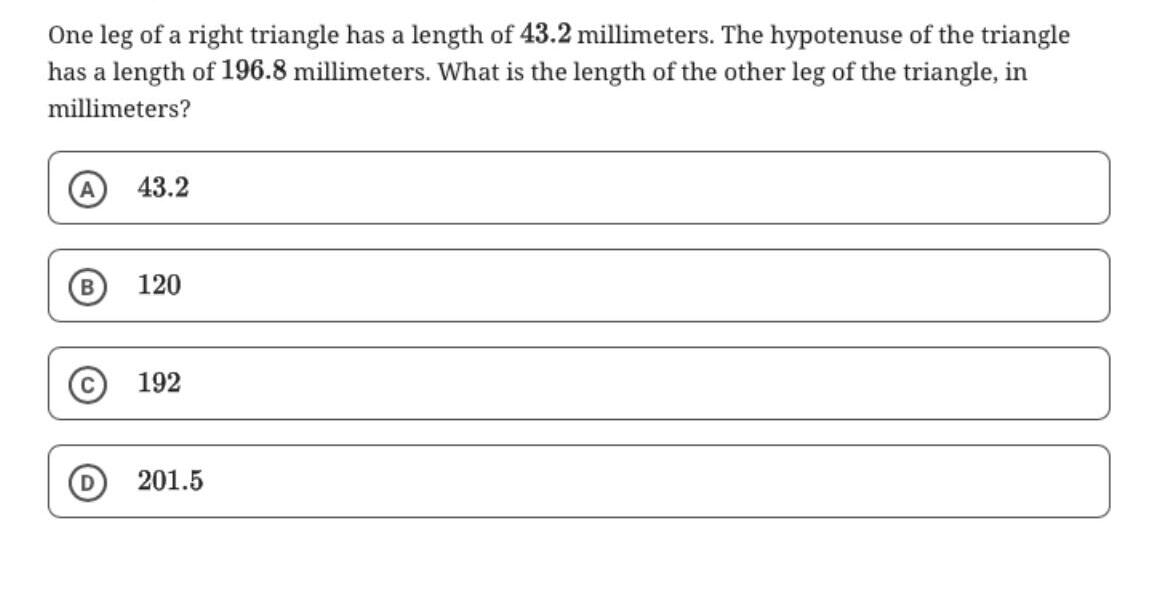 One leg of a right triangle has a length of 43.2 millimeters. The hypotenuse of the triangle
has a length of 196.8 millimeters. What is the length of the other leg of the triangle, in
millimeters?
A 43.2
B 120
C 192
D 201.5